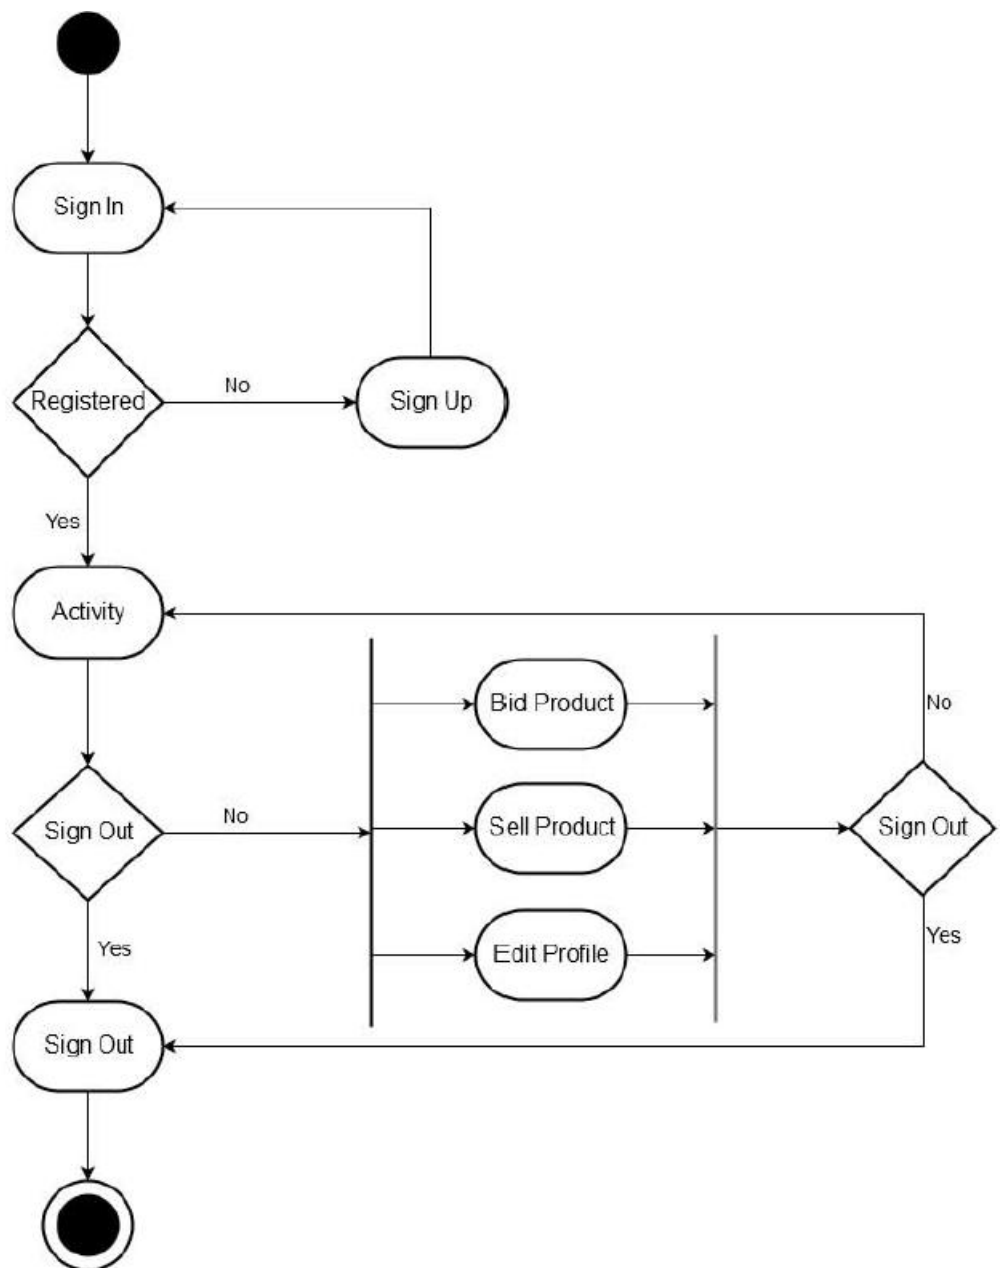 Sign In
Registered
No
Sign Up
Yes
Activity
Bid Product
No
Sign Out
No
Sell Product
Sign Out
Yes
Edit Profile
Yes
Sign Out